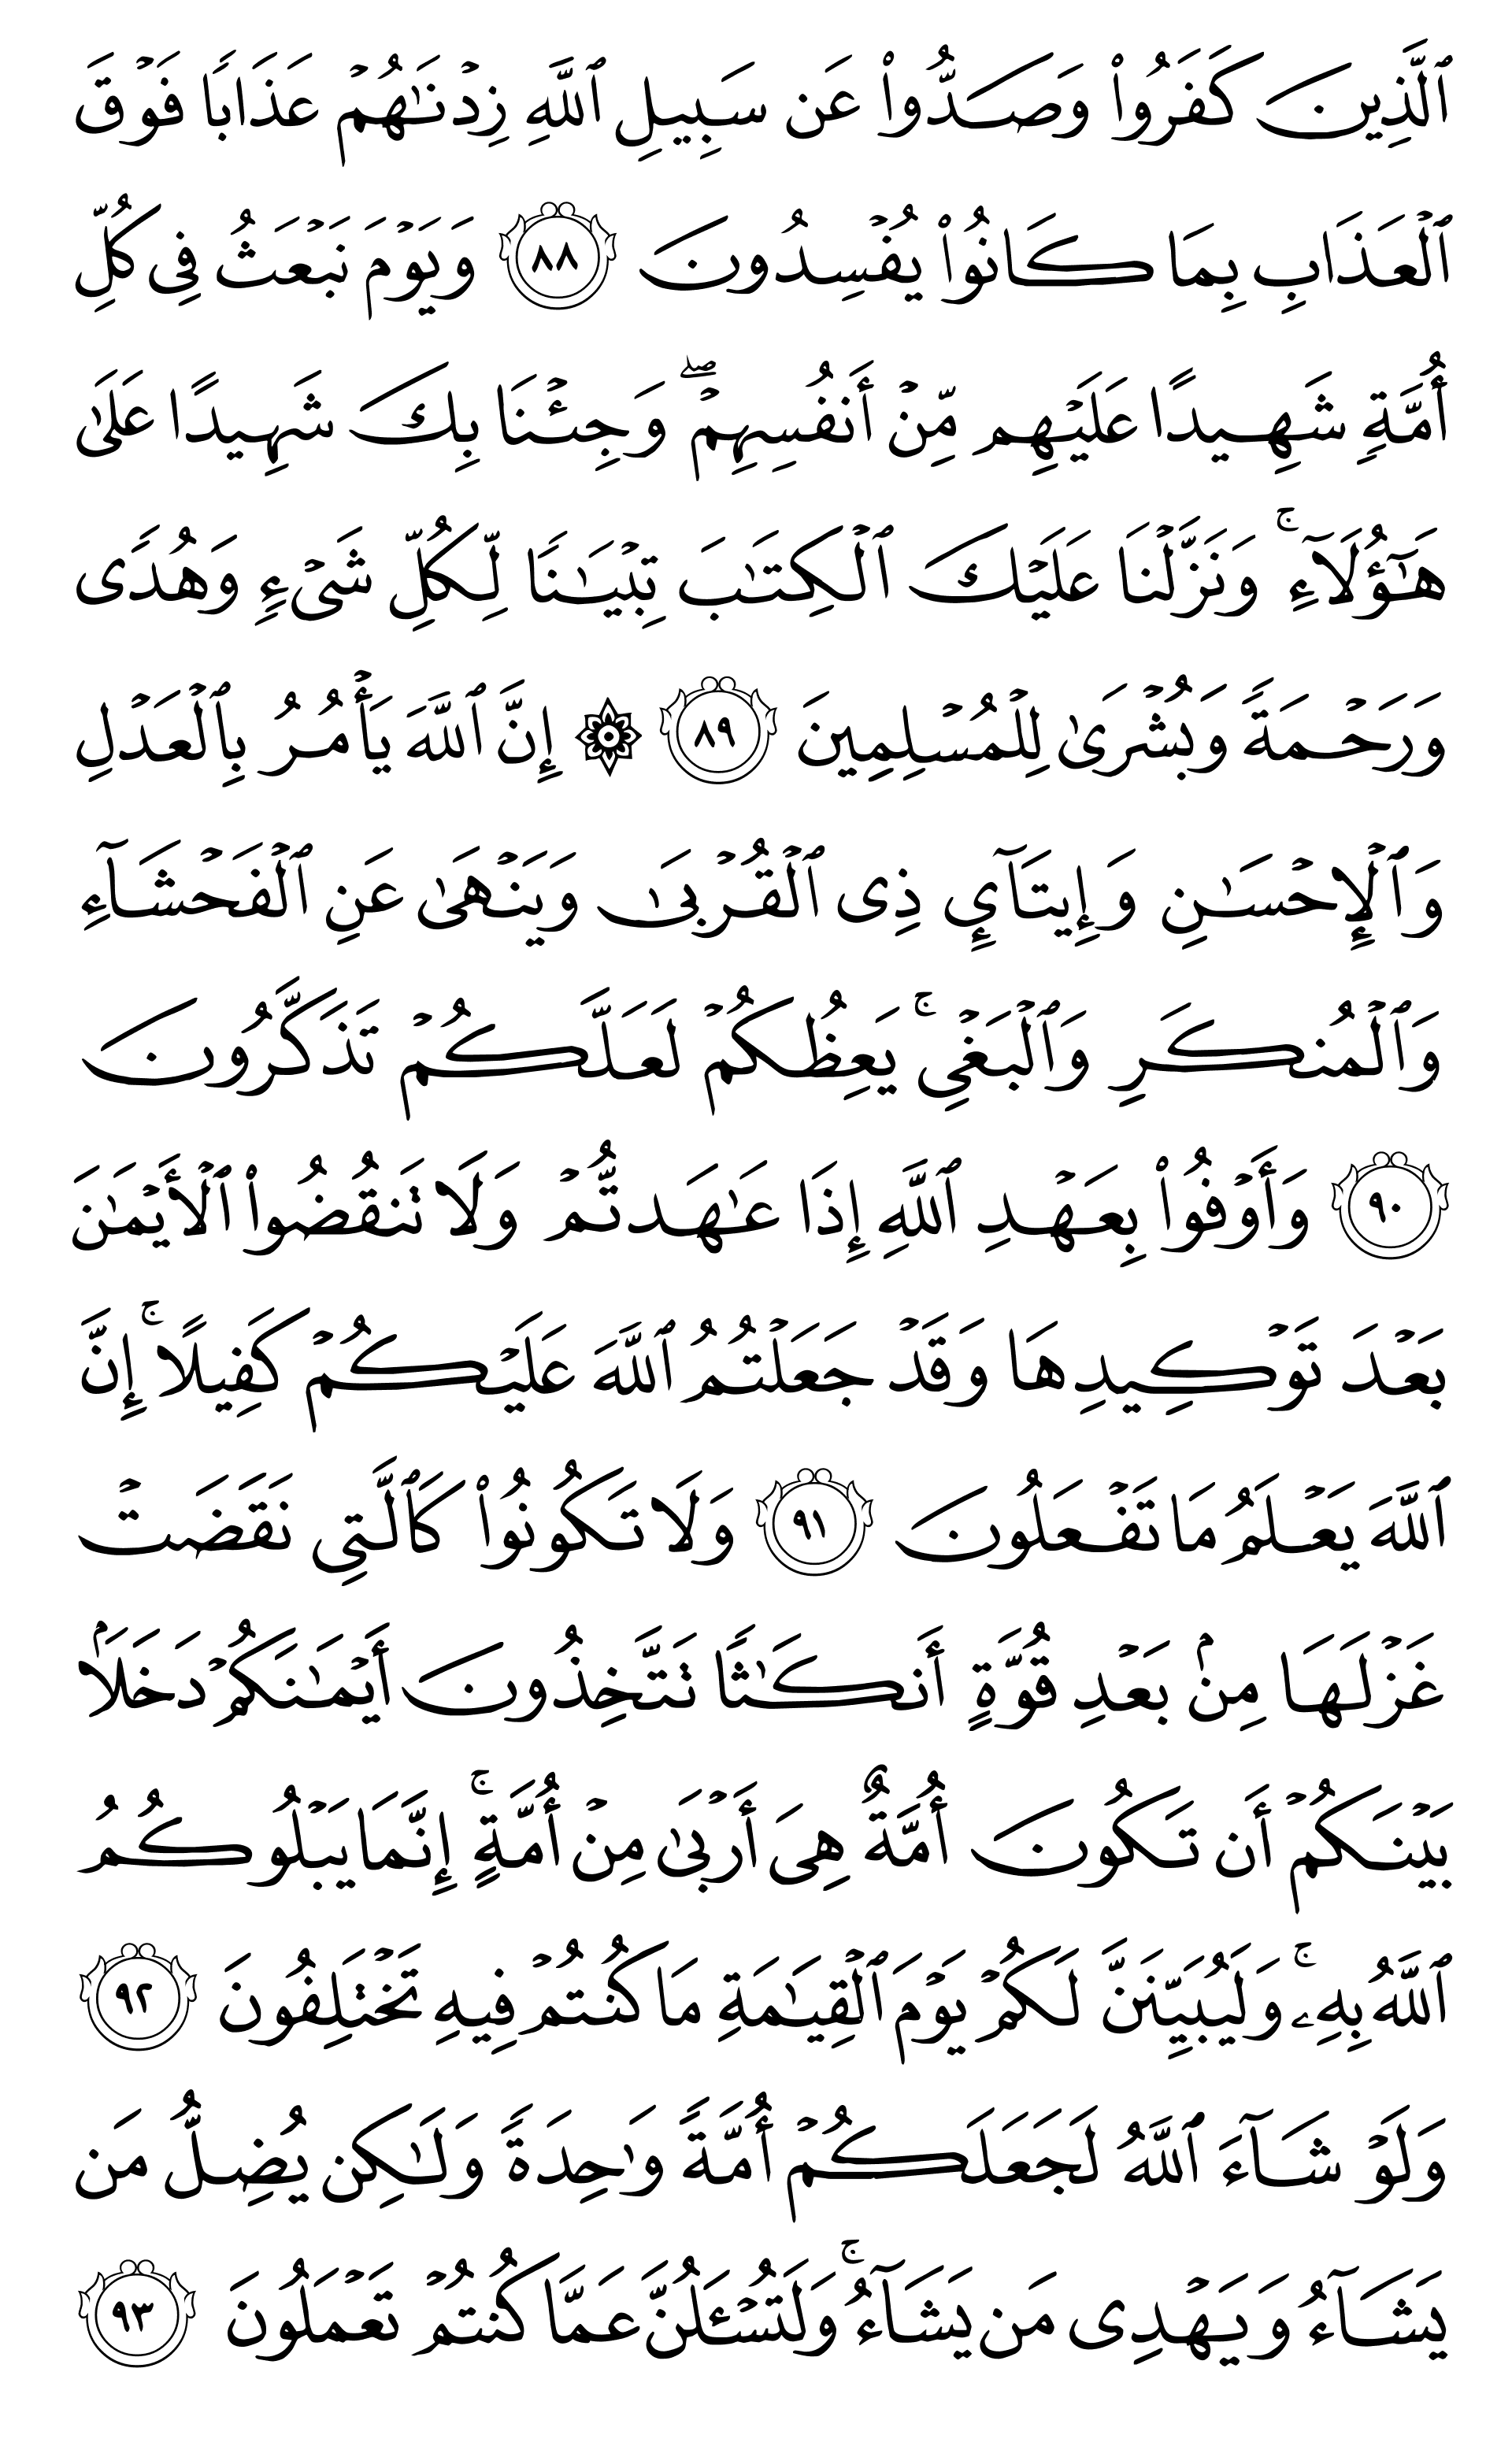 ٱلَّذِينَ كَفَرُوا۟ وَصَدُّوا۟ عَن سَبِيلِ ٱللَّهِ زِدْنَـٰهُمْ عَذَابًا فَوْقَ
ٱلْعَذَابِ بِمَا كَانُوا۟ يُفْسِدُونَ ٨٨ وَيَوْمَ نَبْعَثُ فِى كُلِّ
أُمَّةٍ شَهِيدًا عَلَيْهِم مِّنْ أَنفُسِهِمْ ۖ وَجِئْنَا بِكَ شَهِيدًا عَلَىٰ
هَـٰٓؤُلَآءِ ۚ وَنَزَّلْنَا عَلَيْكَ ٱلْكِتَـٰبَ تِبْيَـٰنًا لِّكُلِّ شَىْءٍ وَهُدًى
وَرَحْمَةً وَبُشْرَىٰ لِلْمُسْلِمِينَ ٨٩ ۞ إِنَّ ٱللَّهَ يَأْمُرُ بِٱلْعَدْلِ
وَٱلْإِحْسَـٰنِ وَإِيتَآئِ ذِى ٱلْقُرْبَىٰ وَيَنْهَىٰ عَنِ ٱلْفَحْشَآءِ
وَٱلْمُنكَرِ وَٱلْبَغْىِ ۚ يَعِظُكُمْ لَعَلَّكُمْ تَذَكَّرُونَ
٩٠ وَأَوْفُوا۟ بِعَهْدِ ٱللَّهِ إِذَا عَـٰهَدتُّمْ وَلَا تَنقُضُوا۟ ٱلْأَيْمَـٰنَ
بَعْدَ تَوْكِيدِهَا وَقَدْ جَعَلْتُمُ ٱللَّهَ عَلَيْكُمْ كَفِيلًا ۚ إِنَّ
ٱللَّهَ يَعْلَمُ مَا تَفْعَلُونَ ٩١ وَلَا تَكُونُوا۟ كَٱلَّتِى نَقَضَتْ
غَزْلَهَا مِنۢ بَعْدِ قُوَّةٍ أَنكَـٰثًا تَتَّخِذُونَ أَيْمَـٰنَكُمْ دَخَلًۢا
بَيْنَكُمْ أَن تَكُونَ أُمَّةٌ هِىَ أَرْبَىٰ مِنْ أُمَّةٍ ۚ إِنَّمَا يَبْلُوكُمُ
ٱللَّهُ بِهِۦ ۚ وَلَيُبَيِّنَنَّ لَكُمْ يَوْمَ ٱلْقِيَـٰمَةِ مَا كُنتُمْ فِيهِ تَخْتَلِفُونَ ٩٢
وَلَوْ شَآءَ ٱللَّهُ لَجَعَلَكُمْ أُمَّةً وَٰحِدَةً وَلَـٰكِن يُضِلُّ مَن
يَشَآءُ وَيَهْدِى مَن يَشَآءُ ۚ وَلَتُسْـَٔلُنَّ عَمَّا كُنتُمْ تَعْمَلُونَ ٩٣